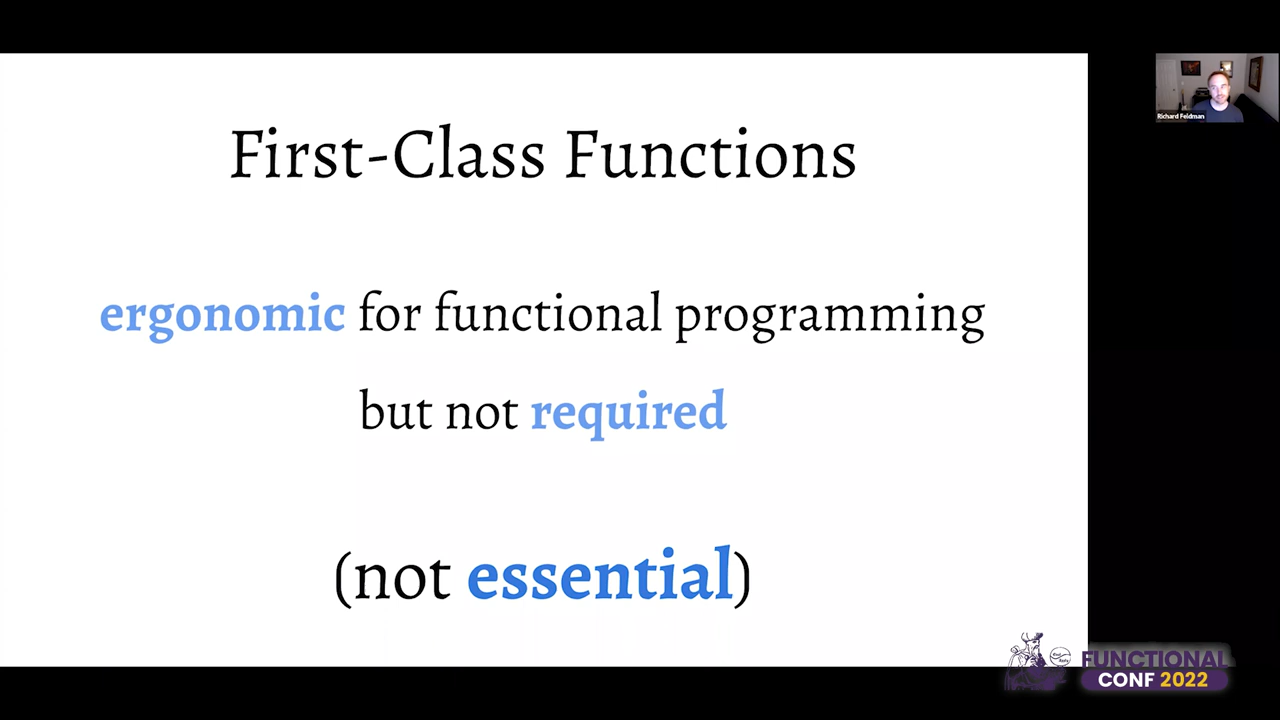 First-Class Functions
ergonomic for functional programming
but not required
(not essential)
Richard Feldman
FUNCTIONAL
CONF 2022